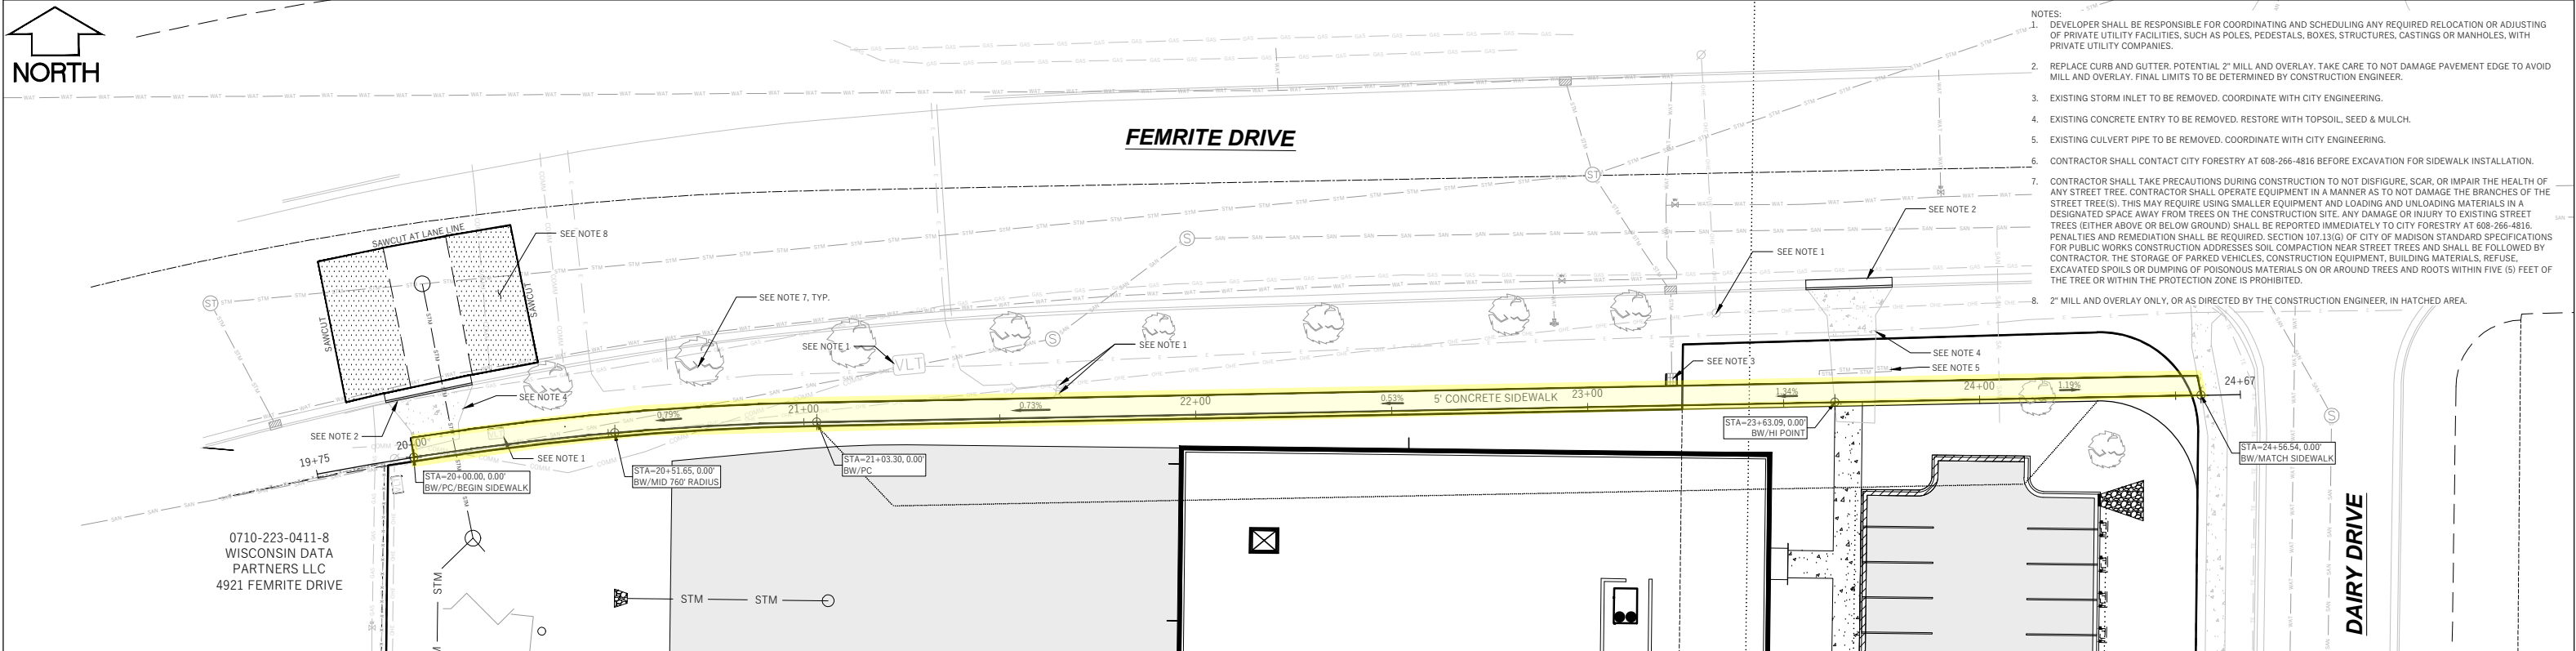 NORTH
NOTES:
1. DEVELOPER SHALL BE RESPONSIBLE FOR COORDINATING AND SCHEDULING ANY REQUIRED RELOCATION OR ADJUSTING
OF PRIVATE UTILITY FACILITIES, SUCH AS POLES, PEDESTALS, BOXES, STRUCTURES, CASTINGS OR MANHOLES, WITH
PRIVATE UTILITY COMPANIES.
2. REPLACE CURB AND GUTTER. POTENTIAL 2" MILL AND OVERLAY. TAKE CARE TO NOT DAMAGE PAVEMENT EDGE TO AVOID
MILL AND OVERLAY. FINAL LIMITS TO BE DETERMINED BY CONSTRUCTION ENGINEER.
3. EXISTING STORM INLET TO BE REMOVED. COORDINATE WITH CITY ENGINEERING.
4. EXISTING CONCRETE ENTRY TO BE REMOVED. RESTORE WITH TOPSOIL, SEED & MULCH.
5. EXISTING CULVERT PIPE TO BE REMOVED. COORDINATE WITH CITY ENGINEERING.
6. CONTRACTOR SHALL CONTACT CITY FORESTRY AT 608-266-4816 BEFORE EXCAVATION FOR SIDEWALK INSTALLATION.
7. CONTRACTOR SHALL TAKE PRECAUTIONS DURING CONSTRUCTION TO NOT DISFIGURE, SCAR, OR IMPAIR THE HEALTH OF
ANY STREET TREE. CONTRACTOR SHALL OPERATE EQUIPMENT IN A MANNER AS TO NOT DAMAGE THE BRANCHES OF THE
STREET TREE(S). THIS MAY REQUIRE USING SMALLER EQUIPMENT AND LOADING AND UNLOADING MATERIALS IN A
DESIGNATED SPACE AWAY FROM TREES ON THE CONSTRUCTION SITE. ANY DAMAGE OR INJURY TO EXISTING STREET
TREES (EITHER ABOVE OR BELOW GROUND) SHALL BE REPORTED IMMEDIATELY TO CITY FORESTRY AT 608-266-4816.
PENALTIES AND REMEDIATION SHALL BE REQUIRED. SECTION 107.13(G) OF CITY OF MADISON STANDARD SPECIFICATIONS
FOR PUBLIC WORKS CONSTRUCTION ADDRESSES SOIL COMPACTION NEAR STREET TREES AND SHALL BE FOLLOWED BY
CONTRACTOR. THE STORAGE OF PARKED VEHICLES, CONSTRUCTION EQUIPMENT, BUILDING MATERIALS, REFUSE,
EXCAVATED SPOILS OR DUMPING OF POISONOUS MATERIALS ON OR AROUND TREES AND ROOTS WITHIN FIVE (5) FEET OF
THE TREE OR WITHIN THE PROTECTION ZONE IS PROHIBITED.
8. 2" MILL AND OVERLAY ONLY, OR AS DIRECTED BY THE CONSTRUCTION ENGINEER, IN HATCHED AREA.
FEMRITE DRIVE
SAWCUT AT LANE LINE
SAWCUT
SAWCUT
SEE NOTE 8
SEE NOTE 2
SEE NOTE 1
SEE NOTE 7, TYP.
SEE NOTE 1
SEE NOTE 1
VLT
SEE NOTE 3
SEE NOTE 4
SEE NOTE 5
SEE NOTE 4
SEE NOTE 2
SEE NOTE 1
19+75
20+00
0.79%
21+00
0.73%
22+00
0.53%
5' CONCRETE SIDEWALK
23+00
1.34%
24+00
1.19%
24+67
STA=20+00.00, 0.00'
BW/PC/BEGIN SIDEWALK
STA=20+51.65, 0.00'
BW/MID 760' RADIUS
STA=21+03.30, 0.00'
BW/PC
STA=23+63.09, 0.00'
BW/HI POINT
STA=24+56.54, 0.00'
BW/MATCH SIDEWALK
0710-223-0411-8
WISCONSIN DATA
PARTNERS LLC
4921 FEMRITE DRIVE
STM
STM
STM
DAIRY DRIVE